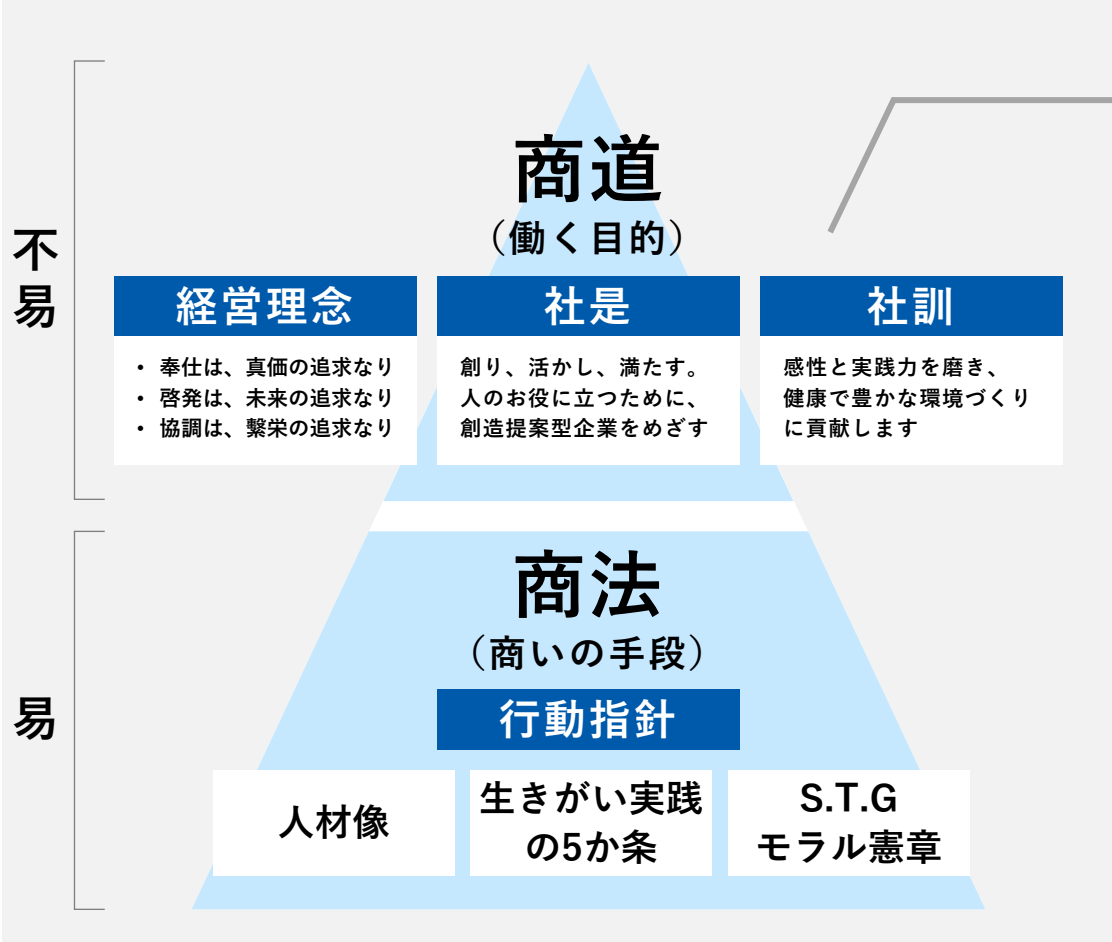 不易
商道
（働く目的）
経営理念
• 奉仕は、真価の追求なり
• 啓発は、未来の追求なり
• 協調は、繫栄の追求なり
社是
創り、活かし、満たす。
人のお役に立つために、
創造提案型企業をめざす
社訓
感性と実践力を磨き、
健康で豊かな環境づくり
に貢献します
易
商法
（商いの手段）
行動指針
人材像
生きがい実践
の5か条
S.T.G
モラル憲章